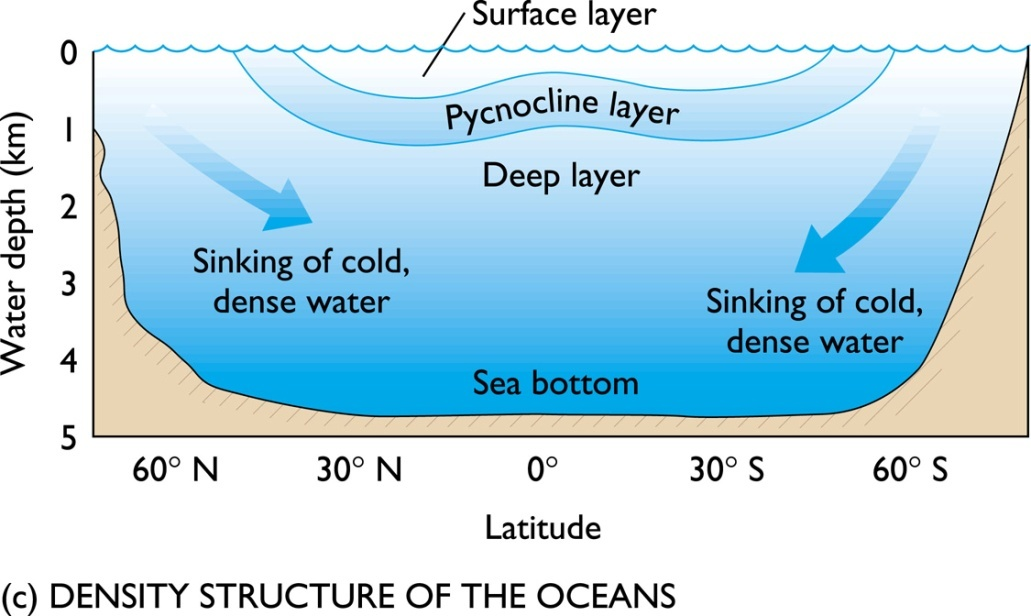 Surface layer
0
Pycnocline layer
1
Deep layer
2
Sinking of cold,
dense water
3
Sinking of cold,
dense water
4
Sea bottom
5
Water depth (km)
60° N 30° N 0° 30° S 60° S
Latitude
(c) DENSITY STRUCTURE OF THE OCEANS